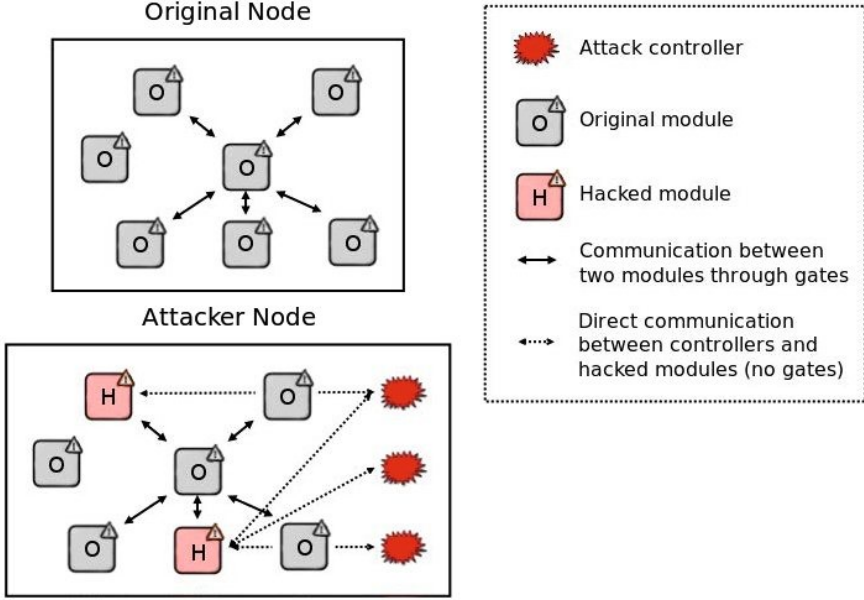 Original Node
O
O
O
O
O
O
O
Attacker Node
H
O
O
O
O
H
O
Attack controller
O
Original module
H
Hacked module
Communication between
two modules through gates
Direct communication
between controllers and
hacked modules (no gates)